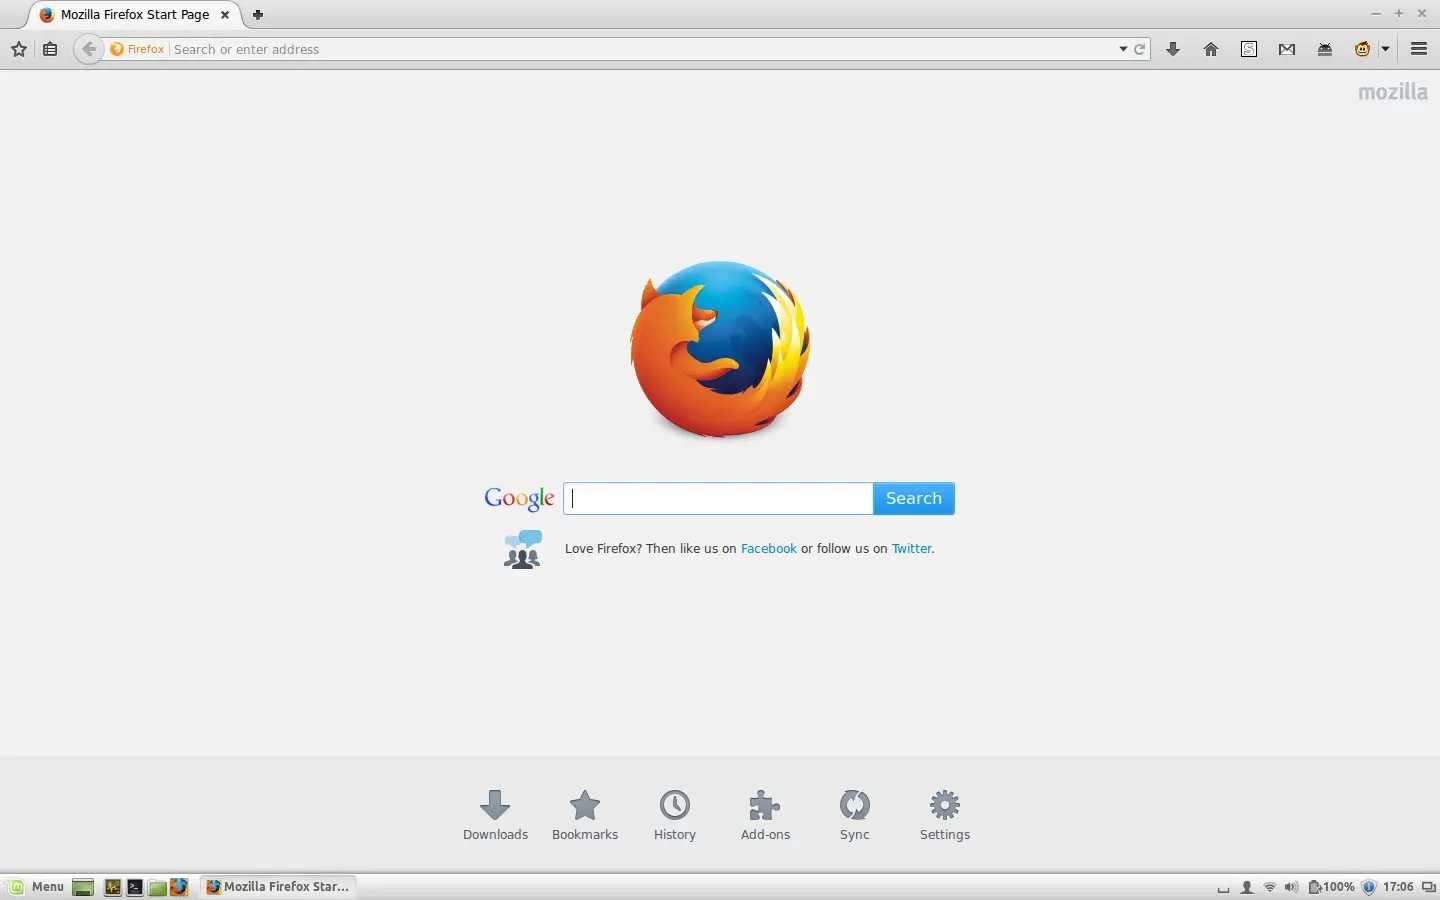 Mozilla Firefox Start Page
Firefox Search or enter address
mozilla
Google Search
Love Firefox? Then like us on Facebook or follow us on Twitter.
Downloads Bookmarks History Add-ons Sync Settings
Menu Mozilla Firefox Star... 100% 17:06